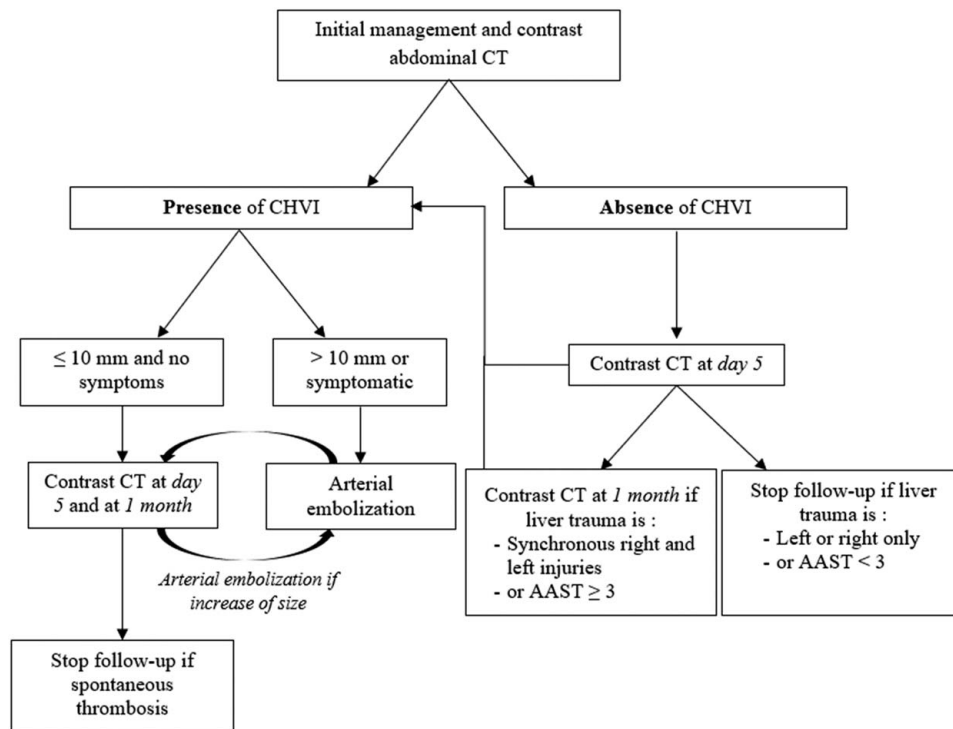 Initial management and contrast
abdominal CT
Presence of CHVI
Absence of CHVI
≤ 10 mm and no
symptoms
> 10 mm or
symptomatic
Contrast CT at day 5
Contrast CT at day
5 and at 1 month
Arterial
embolization
Arterial embolization if
increase of size
Contrast CT at 1 month if
liver trauma is :
- Synchronous right and
left injuries
- or AAST ≥ 3
Stop follow-up if liver
trauma is :
- Left or right only
- or AAST < 3
Stop follow-up if
spontaneous
thrombosis